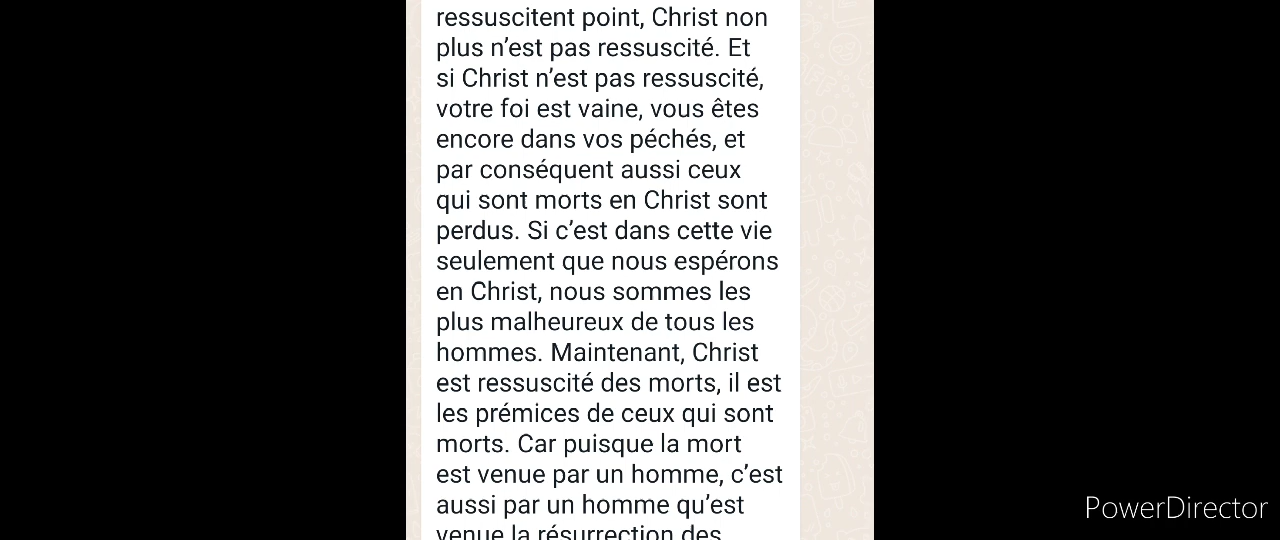 ressuscitent point, Christ non
plus n’est pas ressuscité. Et
si Christ n’est pas ressuscité,
votre foi est vaine, vous êtes
encore dans vos péchés, et
par conséquent aussi ceux
qui sont morts en Christ sont
perdus. Si c’est dans cette vie
seulement que nous espérons
en Christ, nous sommes les
plus malheureux de tous les
hommes. Maintenant, Christ
est ressuscité des morts, il est
les prémices de ceux qui sont
morts. Car puisque la mort
est venue par un homme, c’est
aussi par un homme qu’est
venue la résurrection des
PowerDirector